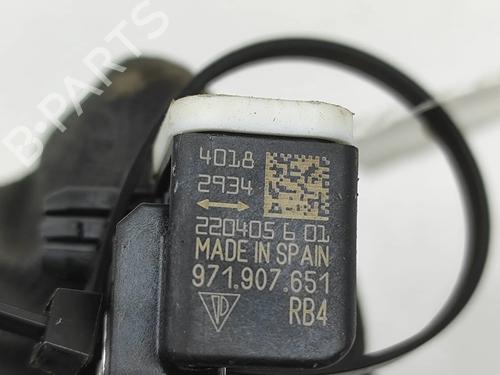 B-PARTS
4018
2934
220405 6 01
MADE IN SPAIN
971.907.651
RB4